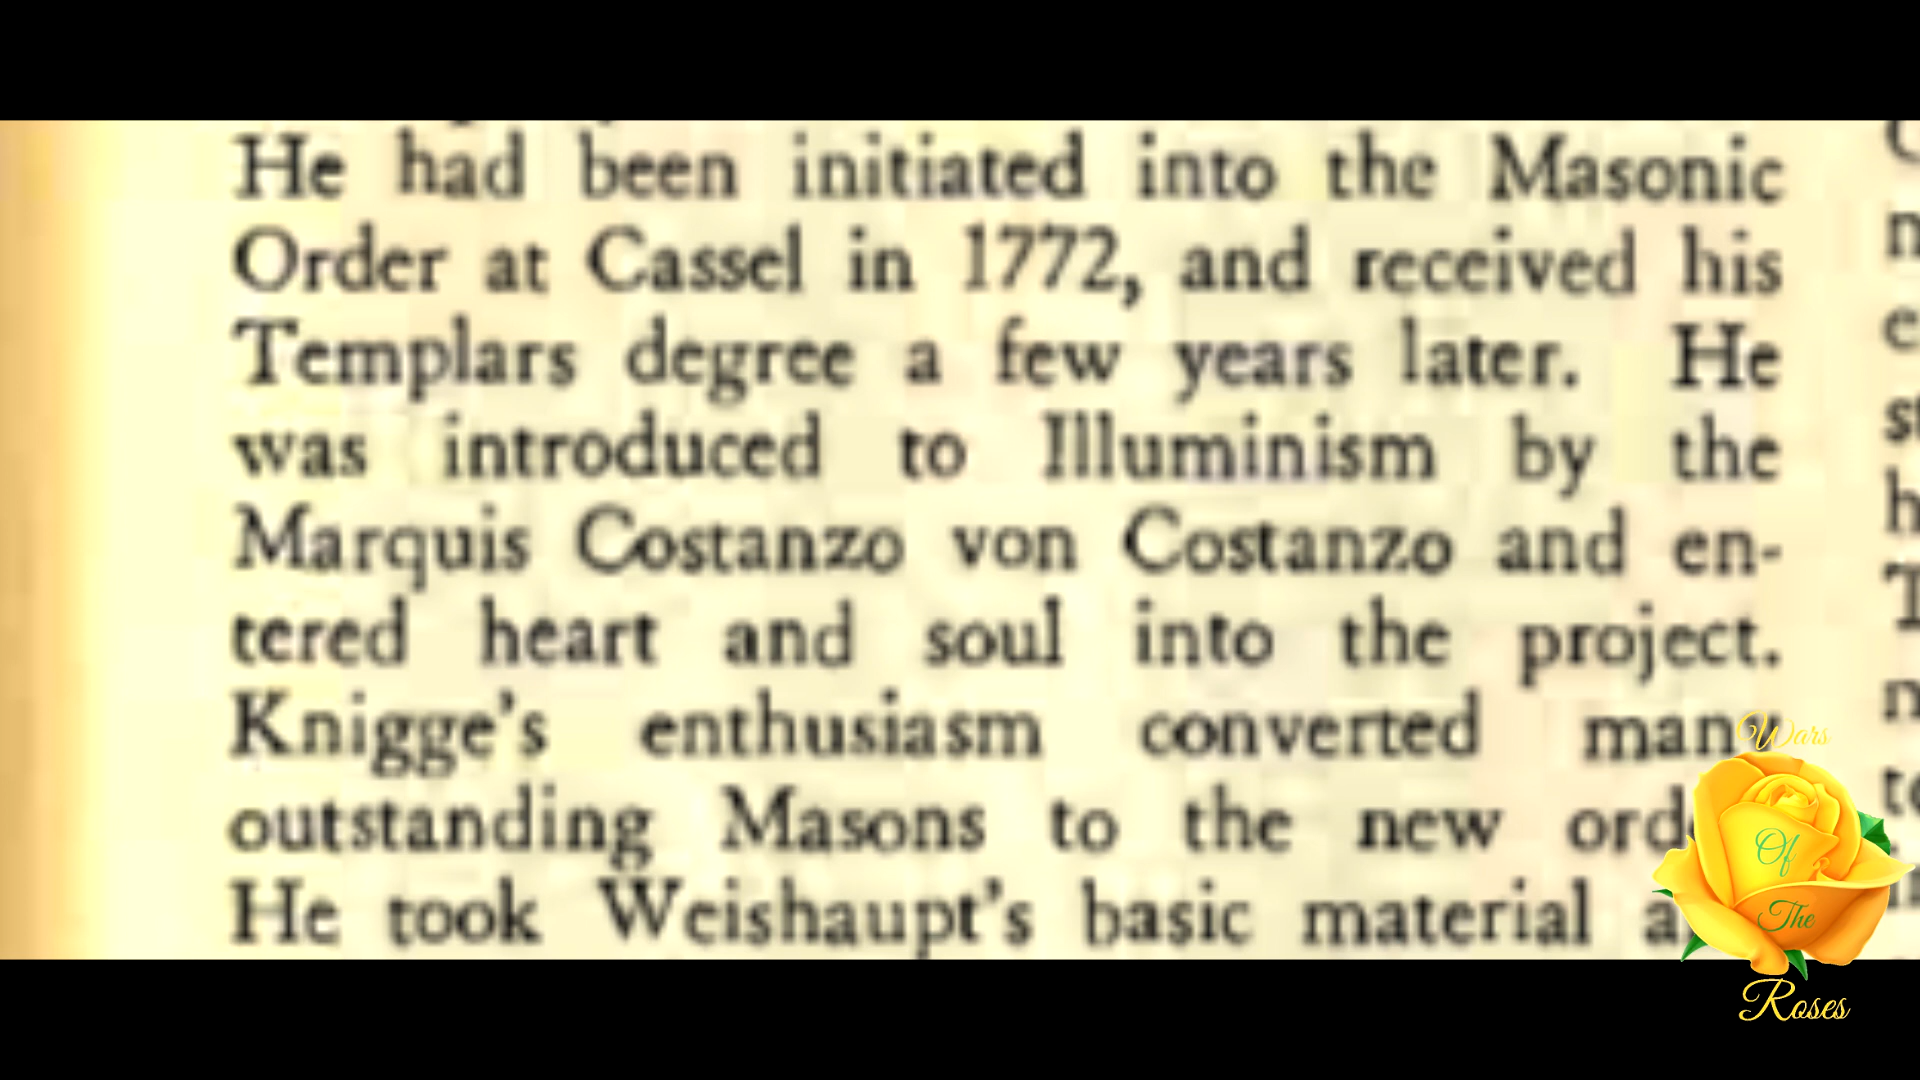 He had been initiated into the Masonic
Order at Cassel in 1772, and received his
Templars degree a few years later. He
was introduced to Illuminism by the
Marquis Costanzo von Costanzo and en-
tered heart and soul into the project.
Knigge's enthusiasm converted many
outstanding Masons to the new
He took Weishaupt's basic material
Wars
Of
The
Roses